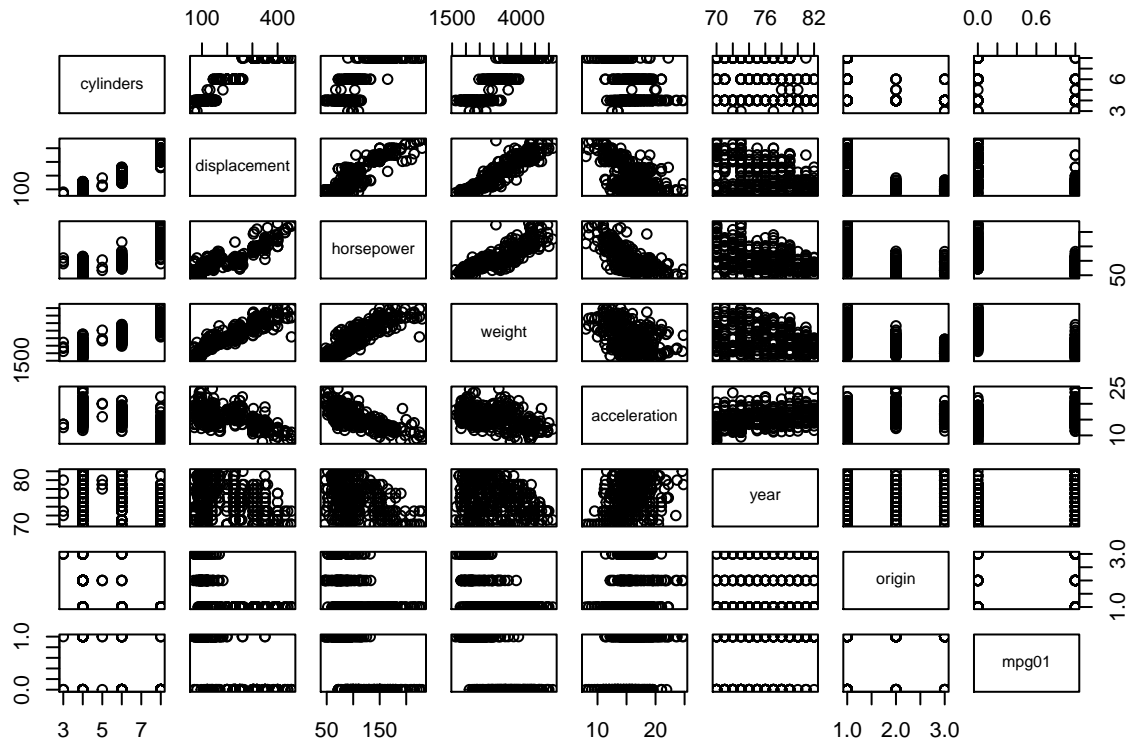 100 400 1500 4000 70 76 82 0.0 0.6
cylinders 3 6
100 displacement
horsepower 50
1500 weight
acceleration 10 25
70 80 year
origin 1.0 3.0
0.0 1.0 mpg01
3 5 7 50 150 10 20 1.0 2.0 3.0